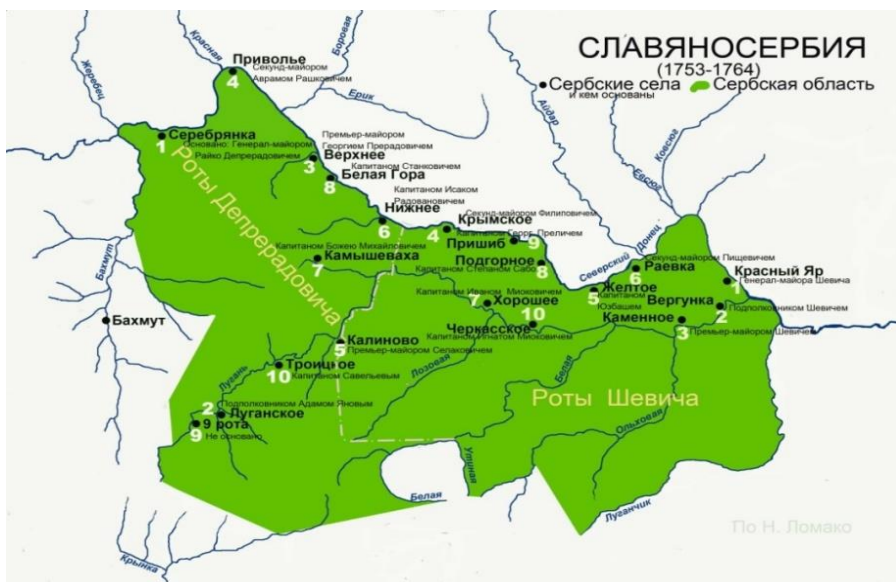 СЛАВЯНОСЕРБИЯ
(1753-1764)
Сербские села
и кем основаны
Сербская область
Жеребец
Красная
Боровая
Ерик
Айдар
Евсюг
Ковсюг
Приволье
Секунд-майором
Аврамом Рашковичем
4
Серебрянка
1
Основано: Генерал-майором
Райко Депрерадовичем
Премьер-майором
Георгием Прерадовичем
3
Верхнее
Капитаном Станковичем
Белая Гора
8
Капитаном Исаком
Радовановичем
Нижнее
6
Роты Депрерадовича
Секунд-майором Филиповичем
Крымское
4
Капитаном Георг. Преличем
Пришиб
9
Капитаном Божею Михайловичем
Камышеваха
7
Подгорное
8
Капитаном Степаном Сабо
Северский Донец
Секунд-майором Пищевичем
Раевка
6
Красный Яр
1
Генерал-майора Шевича
Капитаном Иваном Миоковичем
7
Хорошее
Желтое
5
Капитаном
Юзбашем
Вергунка
2
Подполковником Шевичем
Каменное
3
Премьер-майором Шевичем
10
Черкасское
Капитаном Игнатом Миоковичем
Бахмут
Бахмут
Калиново
5
Премьер-майором Селаковичем
Лозовая
Белая
Лугань
Троицкое
10
Капитаном Савельевым
Роты Шевича
Подполковником Адамом Яновым
2
Луганское
9 рота
9
Не основано
Ольховая
Утиная
Белая
Луганчик
Крынка
По Н. Ломако